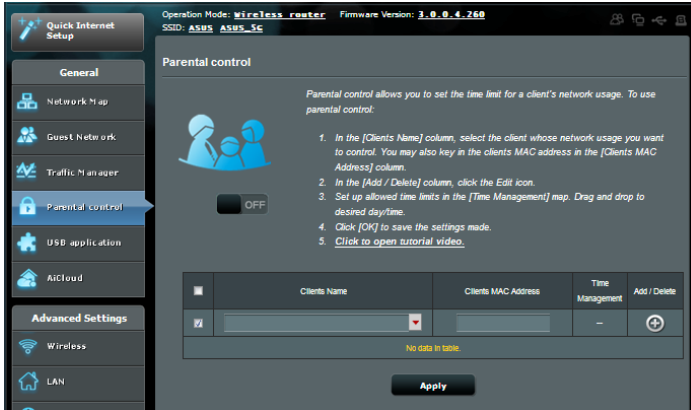 Quick Internet
Setup
Operation Mode: Wireless router Firmware Version: 3.0.0.4.260
SSID: ASUS ASUS_5G
General
Network Map
Guest Network
Traffic Manager
Parental control
USB application
AiCloud
Advanced Settings
Wireless
LAN
Parental control
Parental control allows you to set the time limit for a client's network usage. To use
parental control:
1. In the [Clients Name] column, select the client whose network usage you want
to control. You may also key in the clients MAC address in the [Clients MAC
Address] column.
2. In the [Add / Delete] column, click the Edit icon.
3. Set up allowed time limits in the [Time Management] map. Drag and drop to
desired day/time.
4. Click [OK] to save the settings made.
5. Click to open tutorial video.
OFF
Clients Name
Clients MAC Address
Time
Management
Add / Delete
–
No data in table.
Apply